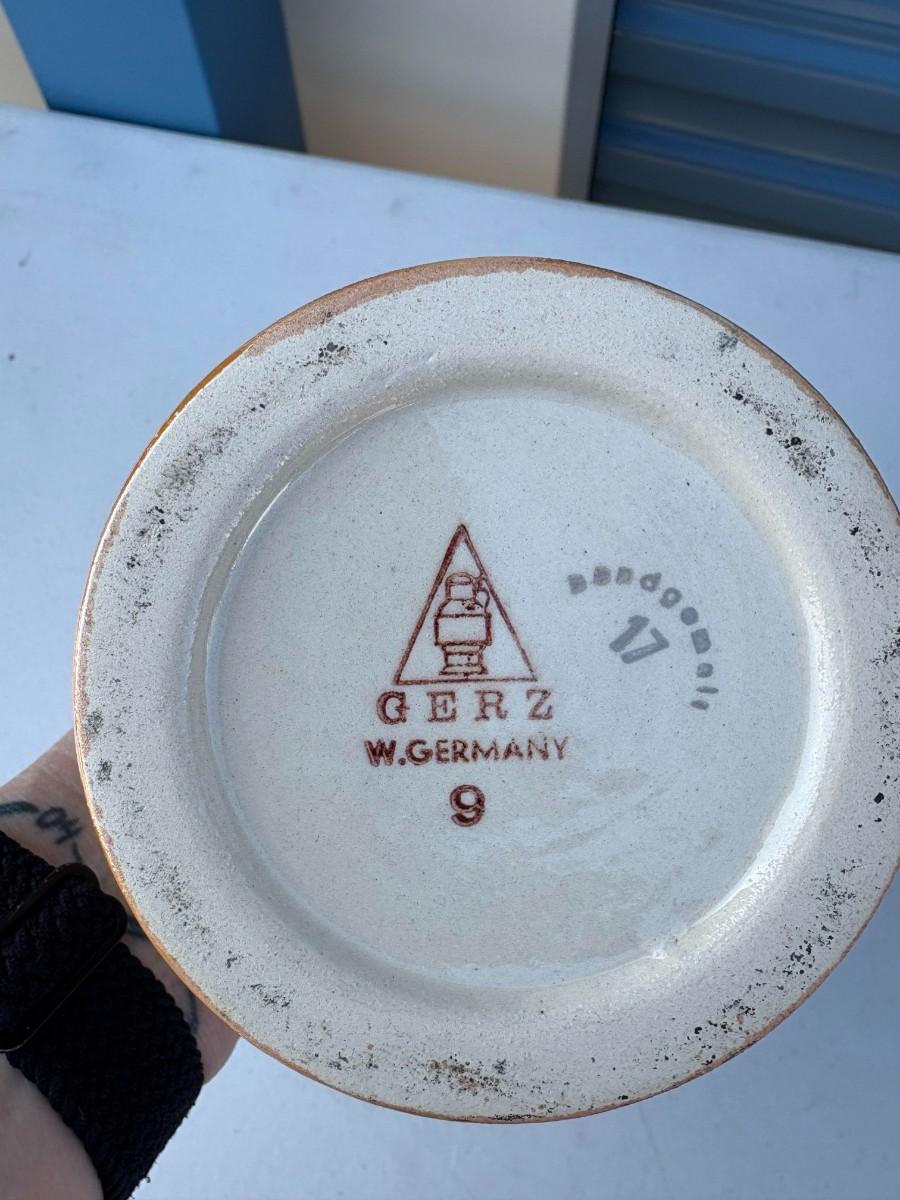 GERZ
W.GERMANY
9
handgemalt
17